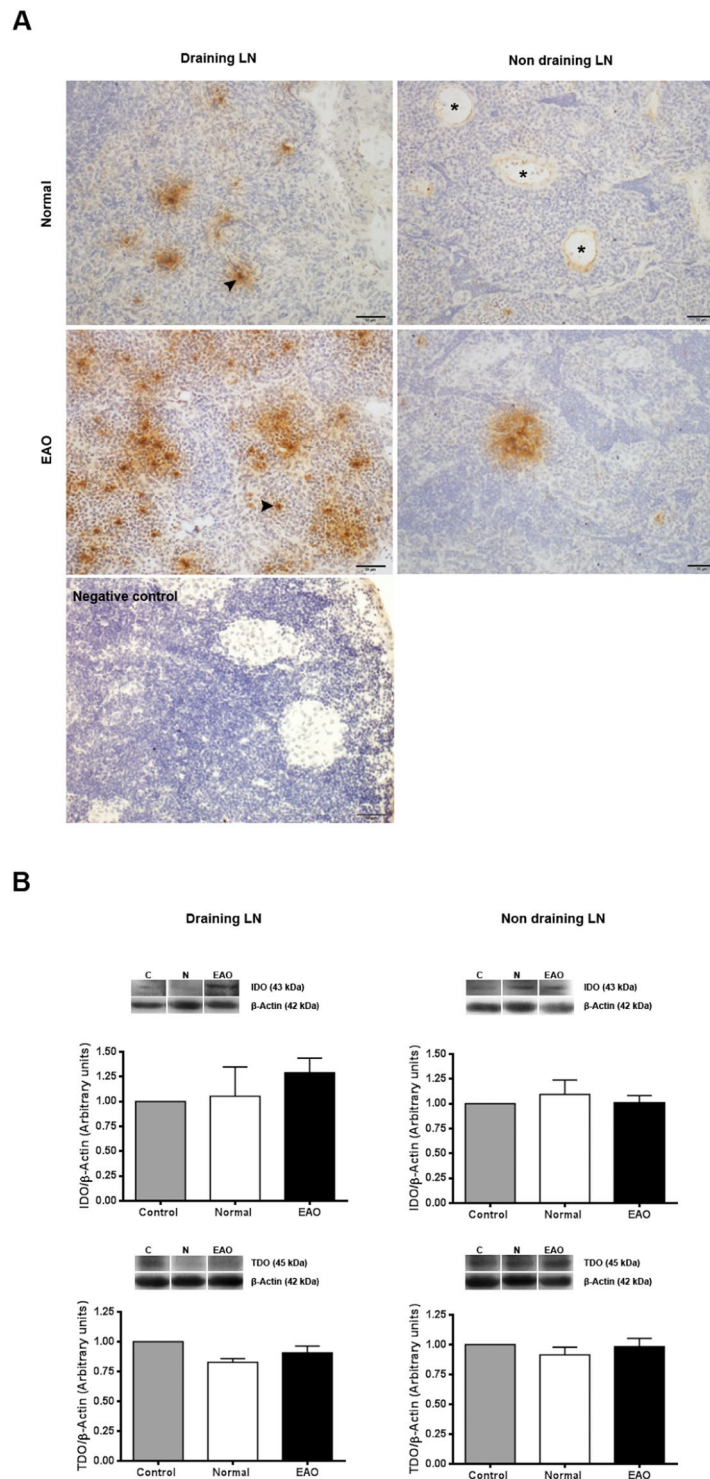 A
Draining LN
Non draining LN
Normal
* * *
EAO
Negative control
B
Draining LN
Non draining LN
C N EAO
IDO (43 kDa)
β-Actin (42 kDa)
IDO/β-Actin (Arbitrary units)
1.50
1.25
1.00
0.75
0.50
0.25
0.00
Control Normal EAO
C N EAO
IDO (43 kDa)
β-Actin (42 kDa)
IDO/β-Actin (Arbitrary units)
1.50
1.25
1.00
0.75
0.50
0.25
0.00
Control Normal EAO
C N EAO
TDO (45 kDa)
β-Actin (42 kDa)
TDO/β-Actin (Arbitrary units)
1.50
1.25
1.00
0.75
0.50
0.25
0.00
Control Normal EAO
C N EAO
TDO (45 kDa)
β-Actin (42 kDa)
TDO/β-Actin (Arbitrary units)
1.50
1.25
1.00
0.75
0.50
0.25
0.00
Control Normal EAO